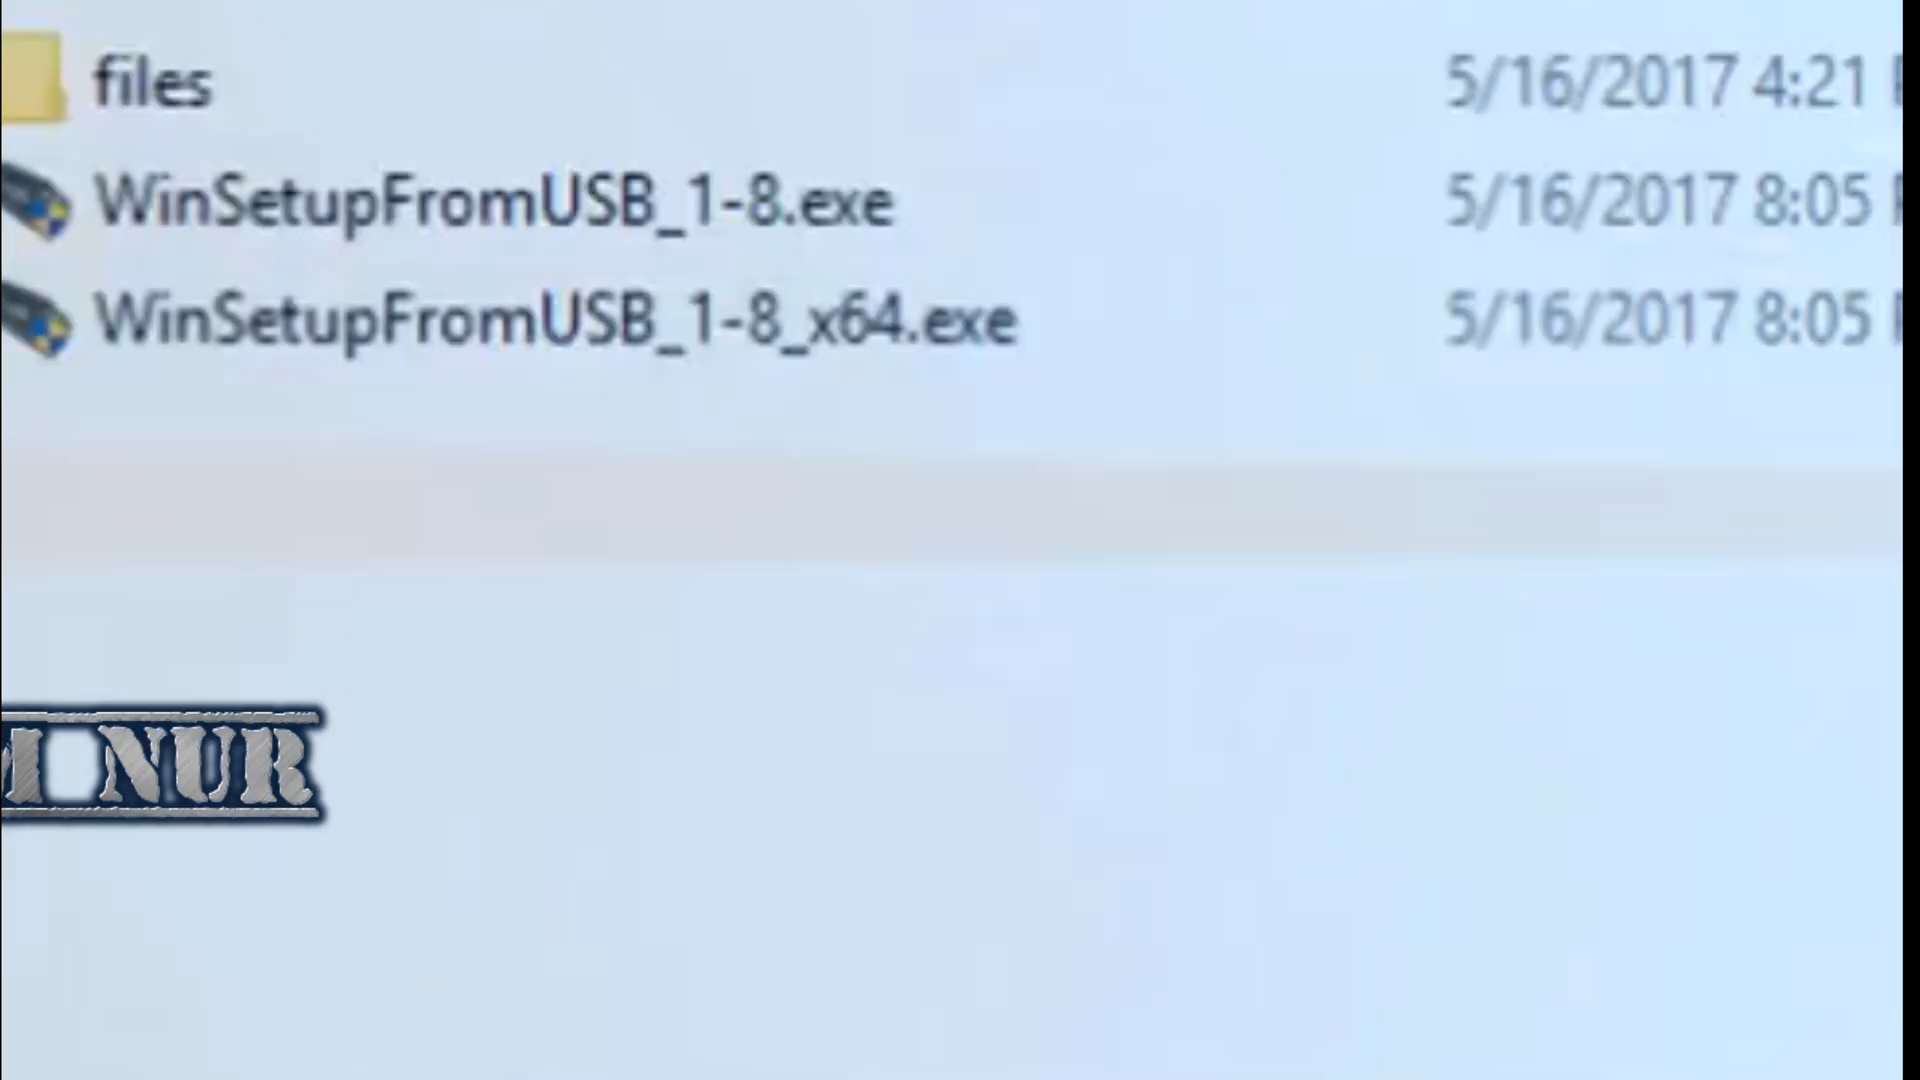 files 5/16/2017 4:21
WinSetupFromUSB_1-8.exe 5/16/2017 8:05
WinSetupFromUSB_1-8_x64.exe 5/16/2017 8:05
NUR